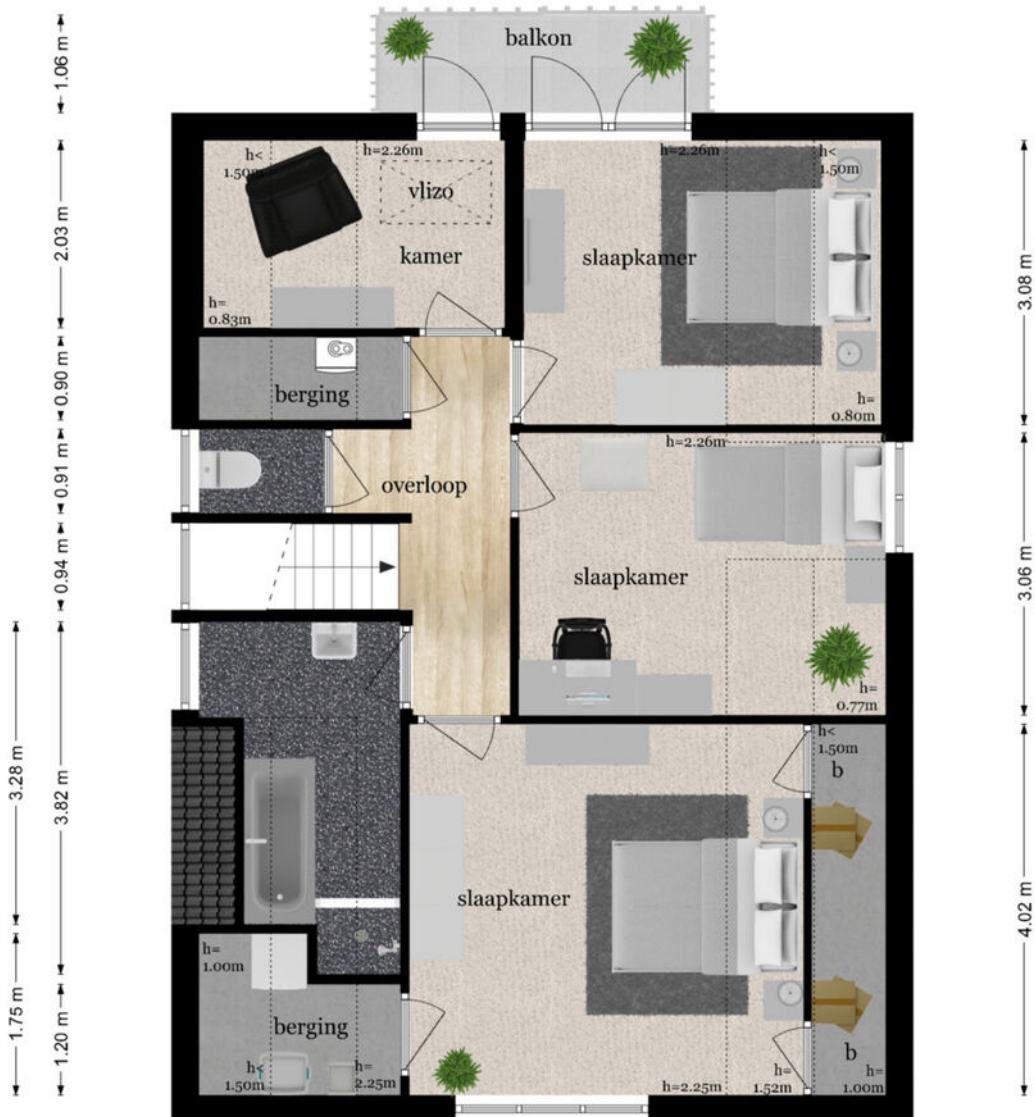 1.06 m
balkon
h<
1.50m
h=2.26m
vlizo
kamer
h=
0.83m
2.03 m
h=2.26m
h<
1.50m
slaapkamer
h=
0.80m
3.08 m
0.90 m
berging
0.91 m
overloop
0.94 m
h=2.26m
slaapkamer
h=
0.77m
3.06 m
3.28 m
3.82 m
h<
1.50m
b
slaapkamer
4.02 m
1.75 m
1.20 m
h=
1.00m
berging
h<
1.50m
h=
2.25m
h=2.25m
h=
1.52m
b
h=
1.00m